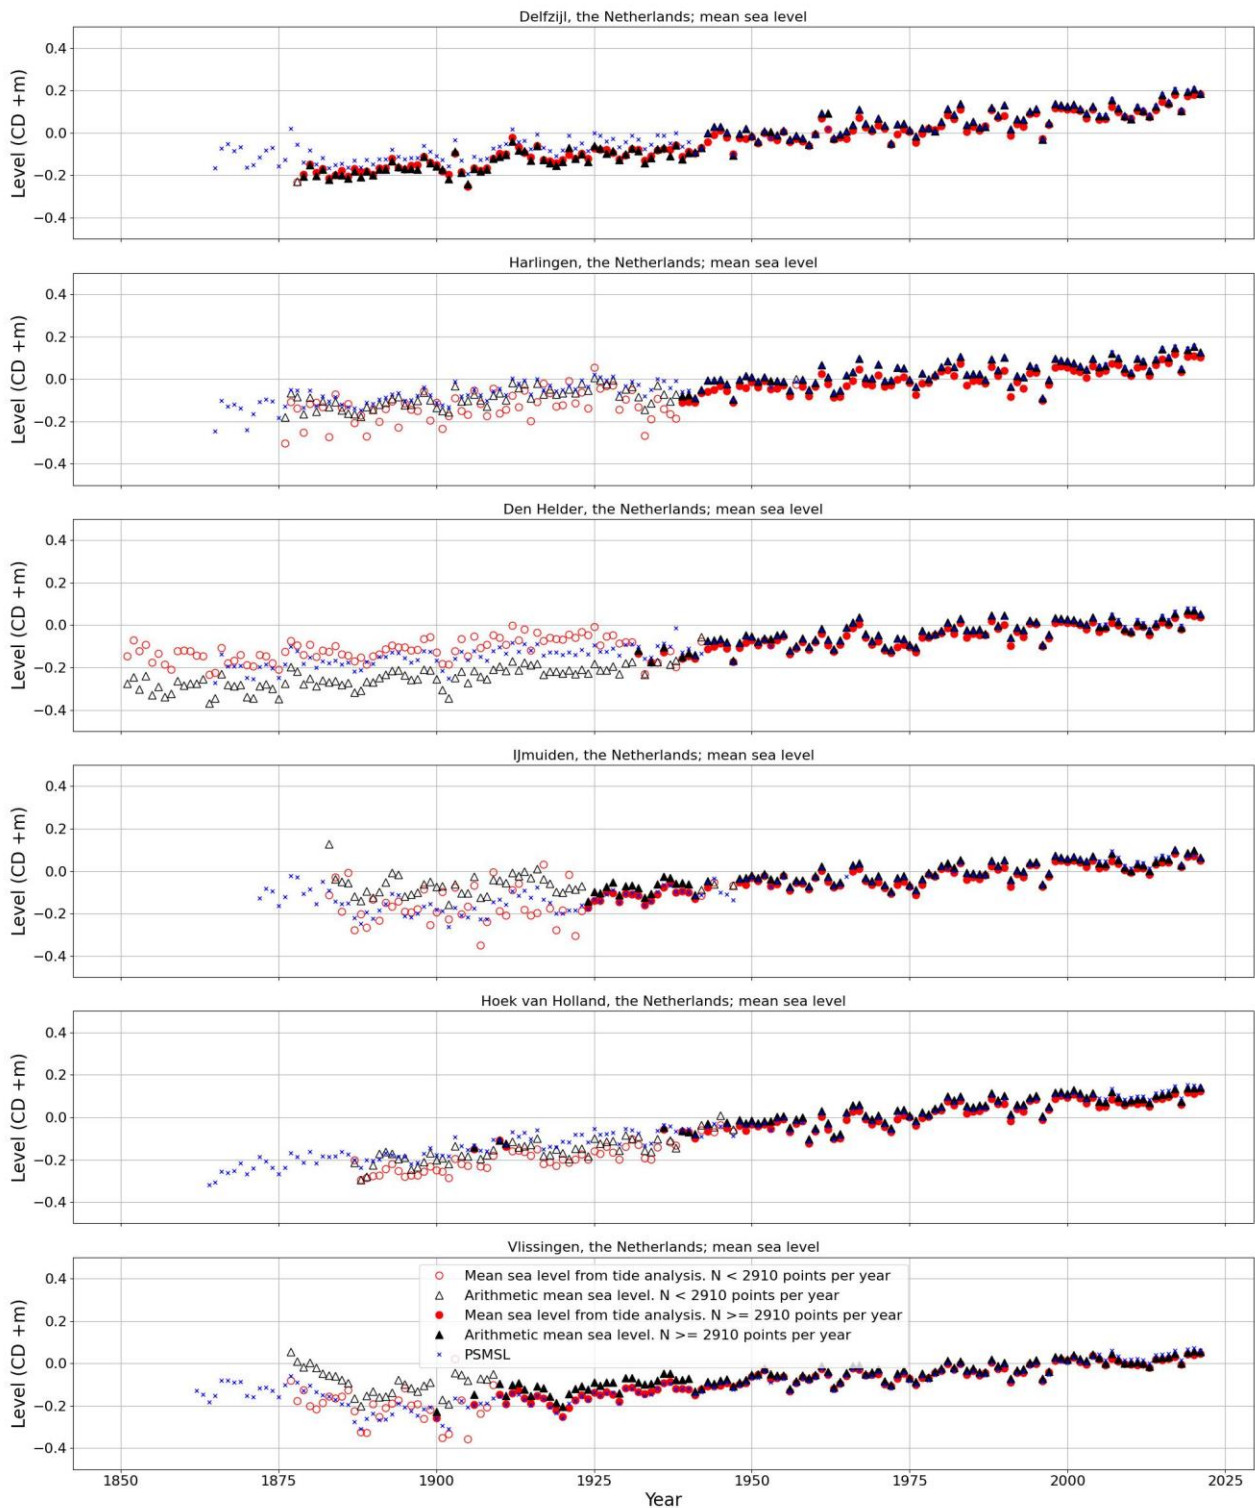 Delfzijl, the Netherlands; mean sea level
0.4
0.2
0.0
−0.2
−0.4
Level (CD +m)
Harlingen, the Netherlands; mean sea level
0.4
0.2
0.0
−0.2
−0.4
Level (CD +m)
Den Helder, the Netherlands; mean sea level
0.4
0.2
0.0
−0.2
−0.4
Level (CD +m)
IJmuiden, the Netherlands; mean sea level
0.4
0.2
0.0
−0.2
−0.4
Level (CD +m)
Hoek van Holland, the Netherlands; mean sea level
0.4
0.2
0.0
−0.2
−0.4
Level (CD +m)
Vlissingen, the Netherlands; mean sea level
0.4
0.2
0.0
−0.2
−0.4
Level (CD +m)
Mean sea level from tide analysis. N < 2910 points per year
Arithmetic mean sea level. N < 2910 points per year
Mean sea level from tide analysis. N >= 2910 points per year
Arithmetic mean sea level. N >= 2910 points per year
PSMSL
1850 1875 1900 1925 1950 1975 2000 2025
Year